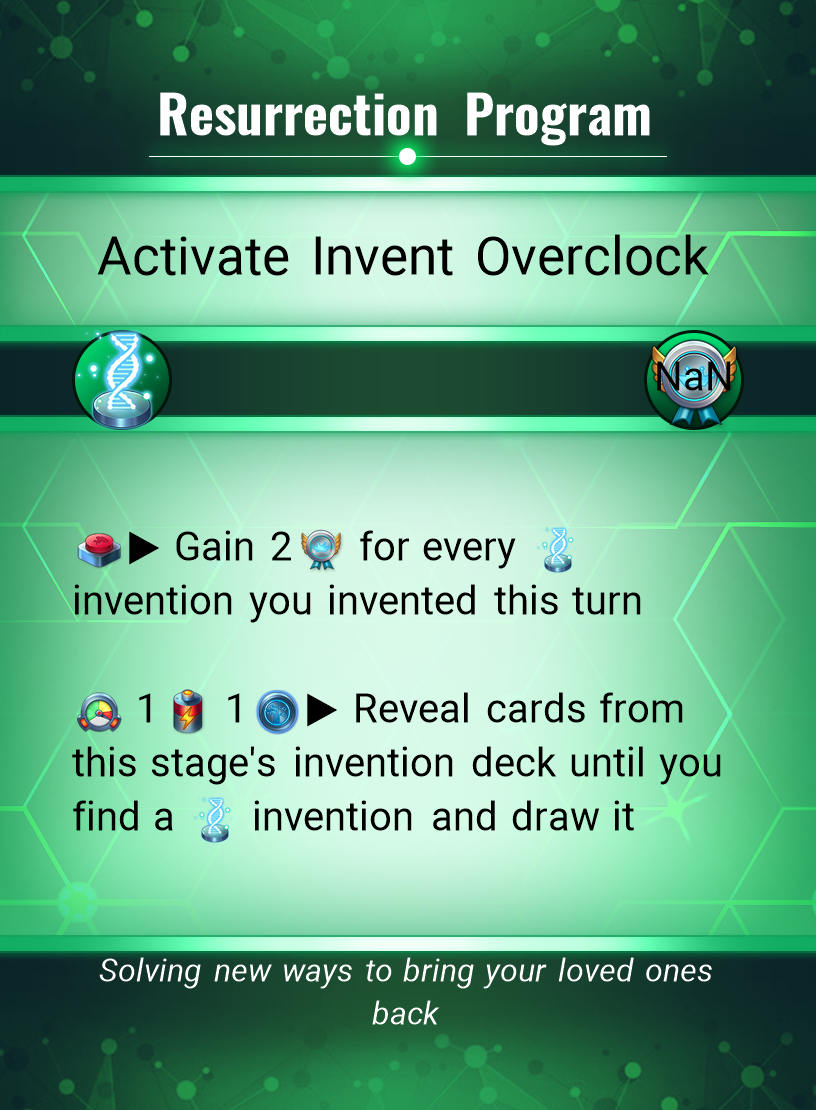 Resurrection Program
Activate Invent Overclock
NaN
▶ Gain 2 for every
invention you invented this turn
1 1 ▶ Reveal cards from
this stage's invention deck until you
find a invention and draw it
Solving new ways to bring your loved ones
back